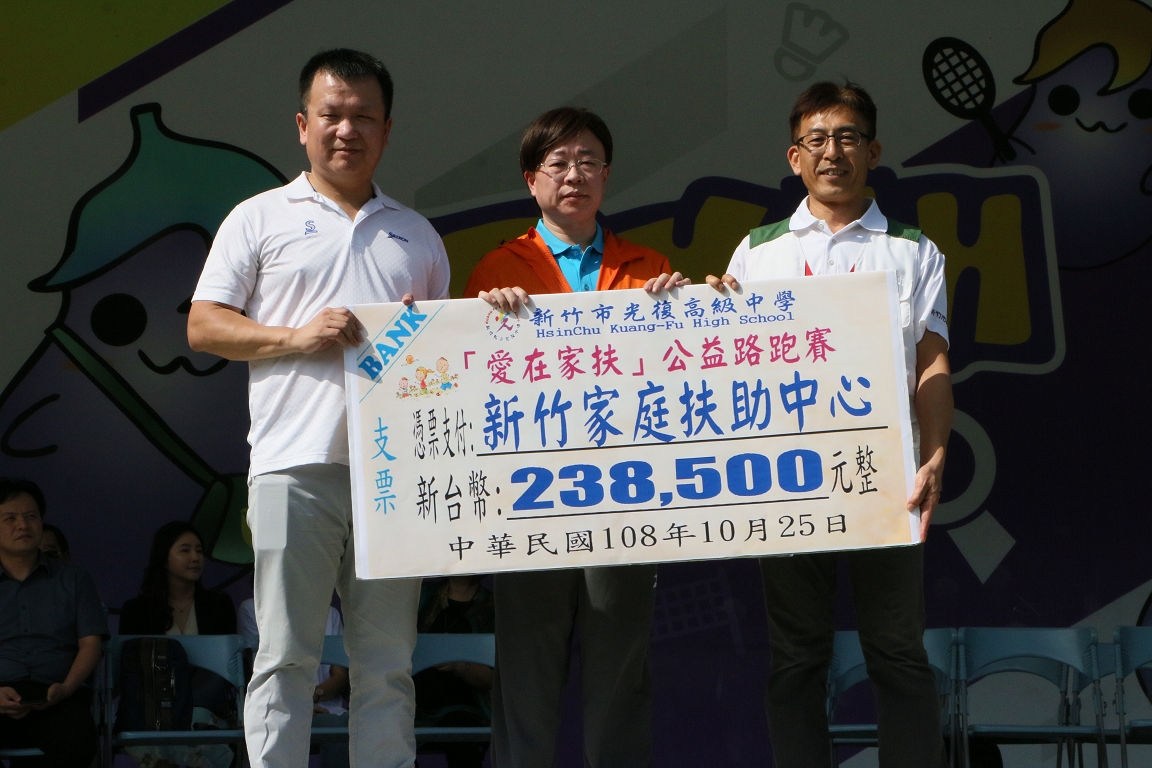 新竹市光復高級中學
HsinChu Kuang-Fu High School
BANK
「愛在家扶」公益路跑賽
支票
憑票支付:新竹家庭扶助中心
新台幣:238,500元整
中華民國108年10月25日
SRIXON